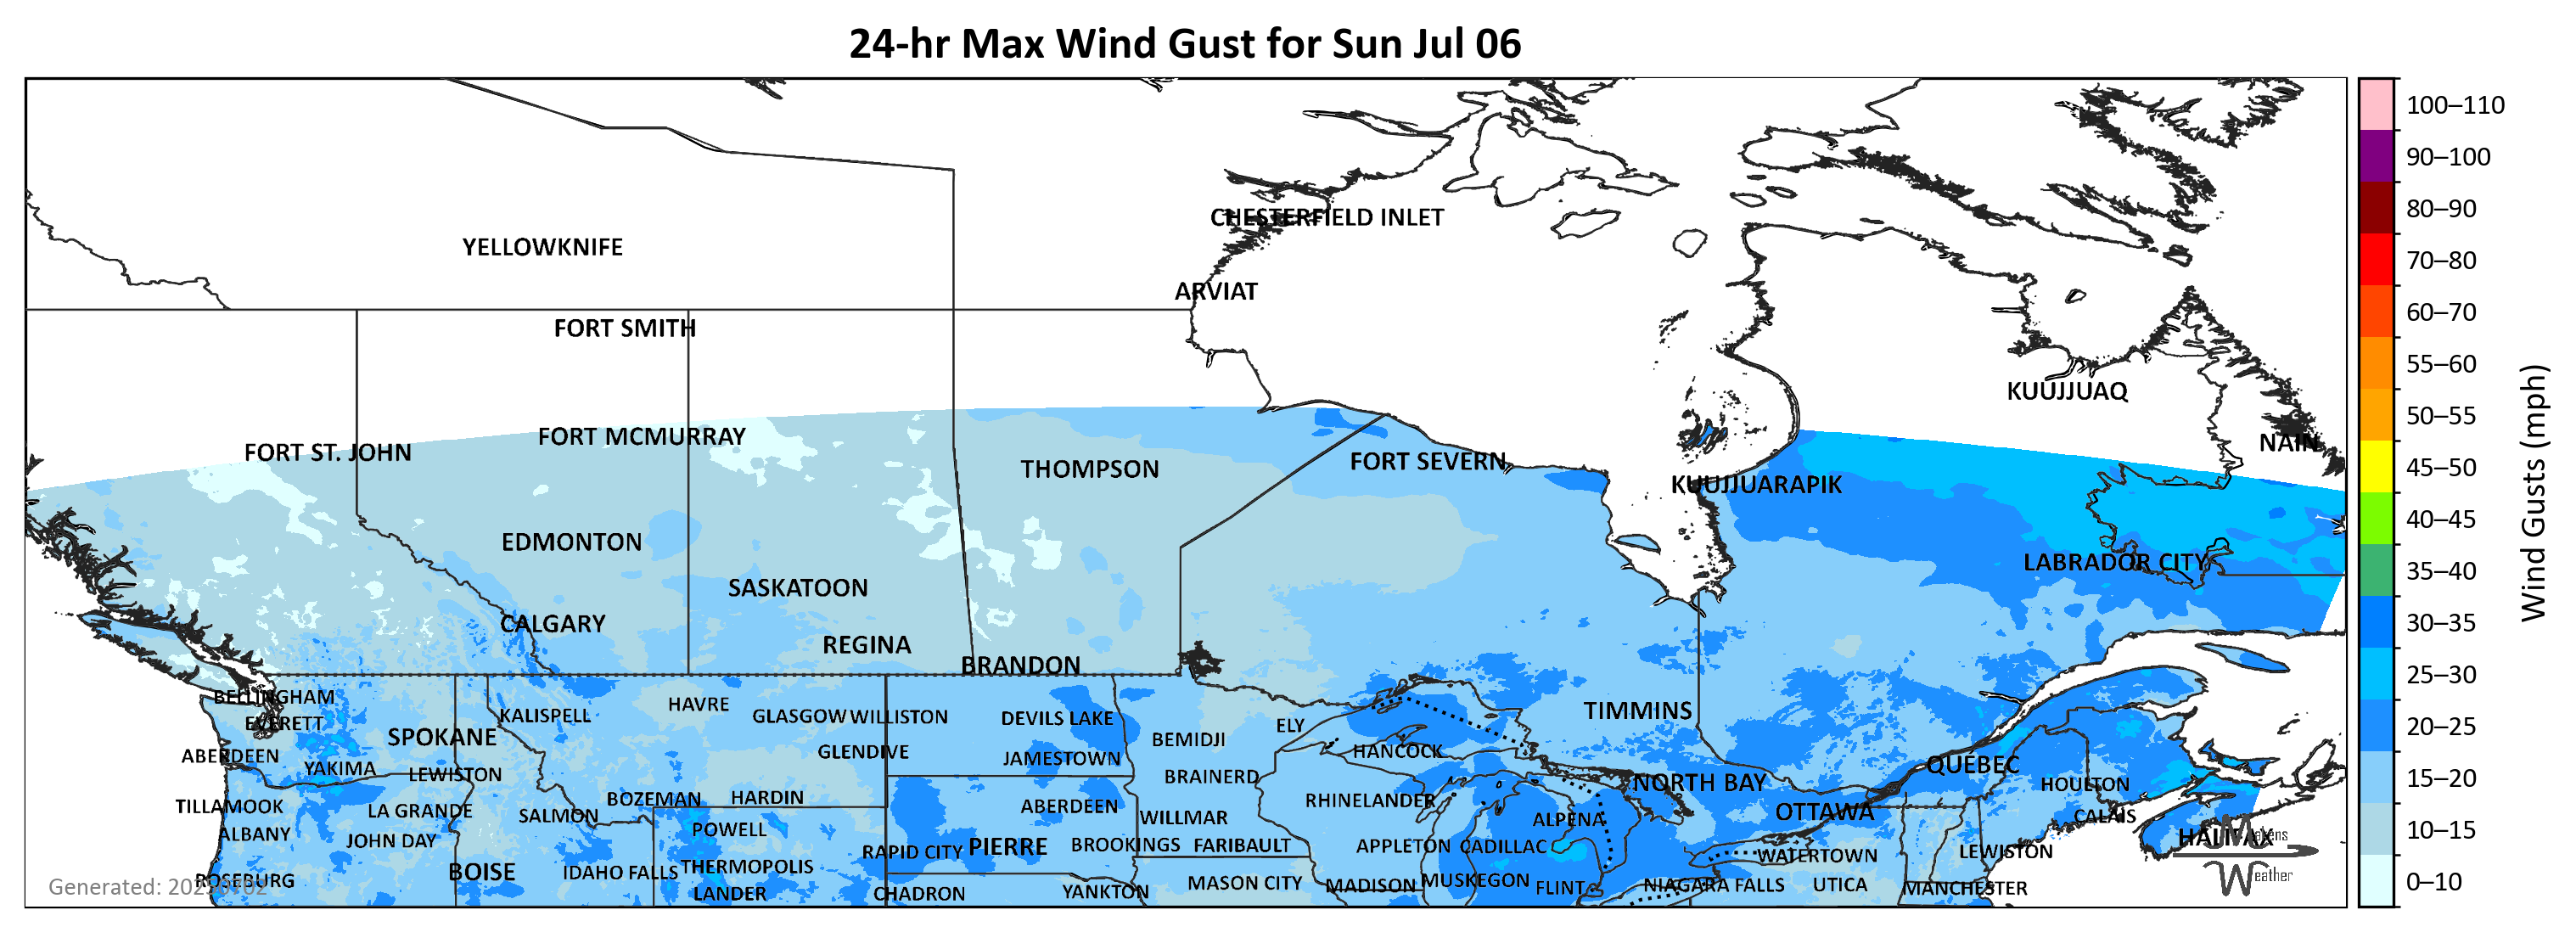 24-hr Max Wind Gust for Sun Jul 06
100–110
90–100
80–90
70–80
60–70
55–60
50–55
45–50
40–45
35–40
30–35
25–30
20–25
15–20
10–15
0–10
Wind Gusts (mph)
CHESTERFIELD INLET
YELLOWKNIFE
ARVIAT
FORT SMITH
KUUJJUAQ
FORT MCMURRAY
NAIN
FORT ST. JOHN
FORT SEVERN
THOMPSON
KUUJJUARAPIK
EDMONTON
LABRADOR CITY
SASKATOON
CALGARY
REGINA
BRANDON
BELLINGHAM
HAVRE
TIMMINS
KALISPELL
GLASGOW WILLISTON
DEVILS LAKE
EVERETT
ELY
SPOKANE
BEMIDJI
HANCOCK
GLENDIVE
ABERDEEN
JAMESTOWN
QUÉBEC
YAKIMA
LEWISTON
BRAINERD
NORTH BAY
HOULTON
BOZEMAN
HARDIN
RHINELANDER
TILLAMOOK
ABERDEEN
LA GRANDE
OTTAWA
SALMON
WILLMAR
CALAIS
ALPENA
POWELL
ALBANY
HALIFAX
JOHN DAY
BROOKINGS
FARIBAULT
APPLETON
CADILLAC
PIERRE
RAPID CITY
LEWISTON
WATERTOWN
THERMOPOLIS
BOISE
IDAHO FALLS
Weather
ROSEBURG
MUSKEGON
MASON CITY
MADISON
NIAGARA FALLS
UTICA
Generated:
FLINT
MANCHESTER
YANKTON
LANDER
CHADRON